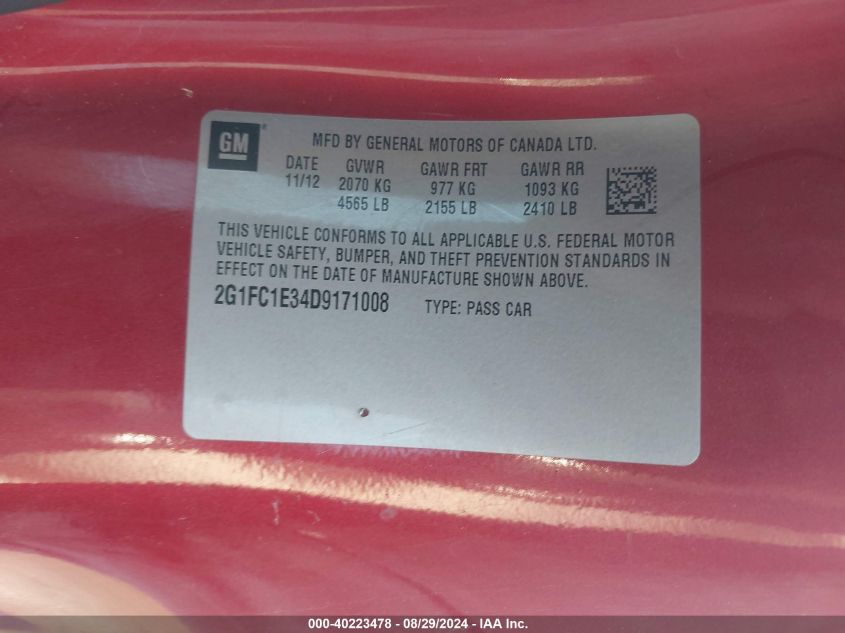 GM
MFD BY GENERAL MOTORS OF CANADA LTD.
DATE GVWR GAWR FRT GAWR RR
11/12 2070 KG 977 KG 1093 KG
4565 LB 2155 LB 2410 LB
THIS VEHICLE CONFORMS TO ALL APPLICABLE U.S. FEDERAL MOTOR
VEHICLE SAFETY, BUMPER, AND THEFT PREVENTION STANDARDS IN
EFFECT ON THE DATE OF MANUFACTURE SHOWN ABOVE.
2G1FC1E34D9171008 TYPE: PASS CAR
000-40223478 - 08/29/2024 - IAA Inc.